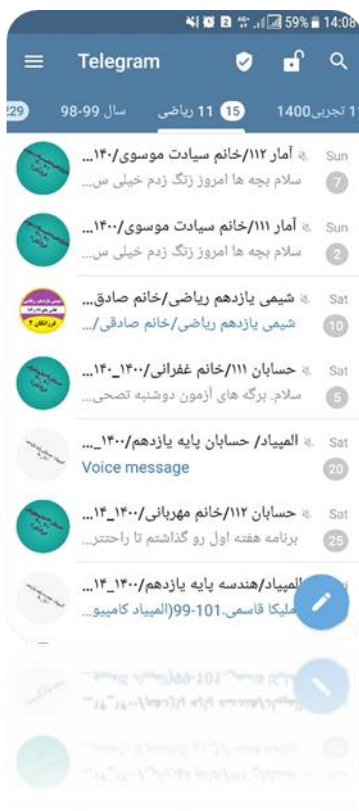 59% 14:08
Telegram
229 سال 99-98 11 ریاضی 15 11 تجربی1400
آمار ۱۱۲/خانم سیادت موسوی/۱۴۰... Sun
سلام بچه ها امروز زنگ زدم خیلی س... 7
آمار ۱۱۱/خانم سیادت موسوی/۱۴۰۰... Sun
سلام بچه ها امروز زنگ زدم خیلی س... 2
شیمی یازدهم ریاضی/خانم صادق... Sat
شیمی یازدهم ریاضی/خانم صادقی/... 10
حسابان ۱۱۱/خانم غفرانی/۱۴۰۰_۱۴۰... Sat
سلام. برگه های آزمون دوشنبه تصحی... 5
المپیاد/ حسابان پایه یازدهم/۱۴۰۰_... Sat
Voice message 20
حسابان ۱۱۲/خانم مهربانی/۱۴۰۰_۱۴... Sat
برنامه هفته اول رو گذاشتم تا راحتتر... 25
المپیاد/هندسه پایه یازدهم/۱۴۰۰_۱۴...
ملیکا قاسمی.101-99(المپیاد کامپیو...